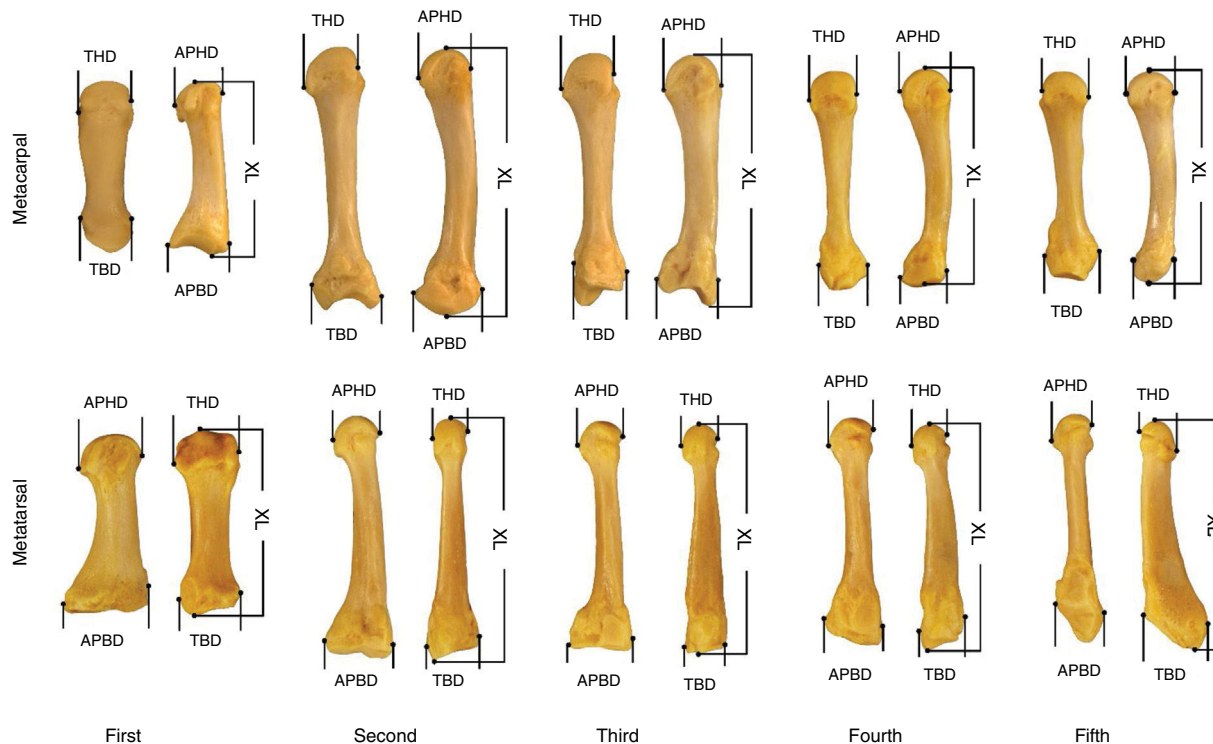 THD APHD THD APHD THD APHD THD APHD THD APHD
Metacarpal
XL XL XL XL XL
TBD APBD TBD APBD TBD APBD TBD APBD TBD APBD
APHD THD APHD THD APHD THD APHD THD APHD THD
Metatarsal
XL XL XL XL XL
APBD TBD APBD TBD APBD TBD APBD TBD APBD TBD
First Second Third Fourth Fifth